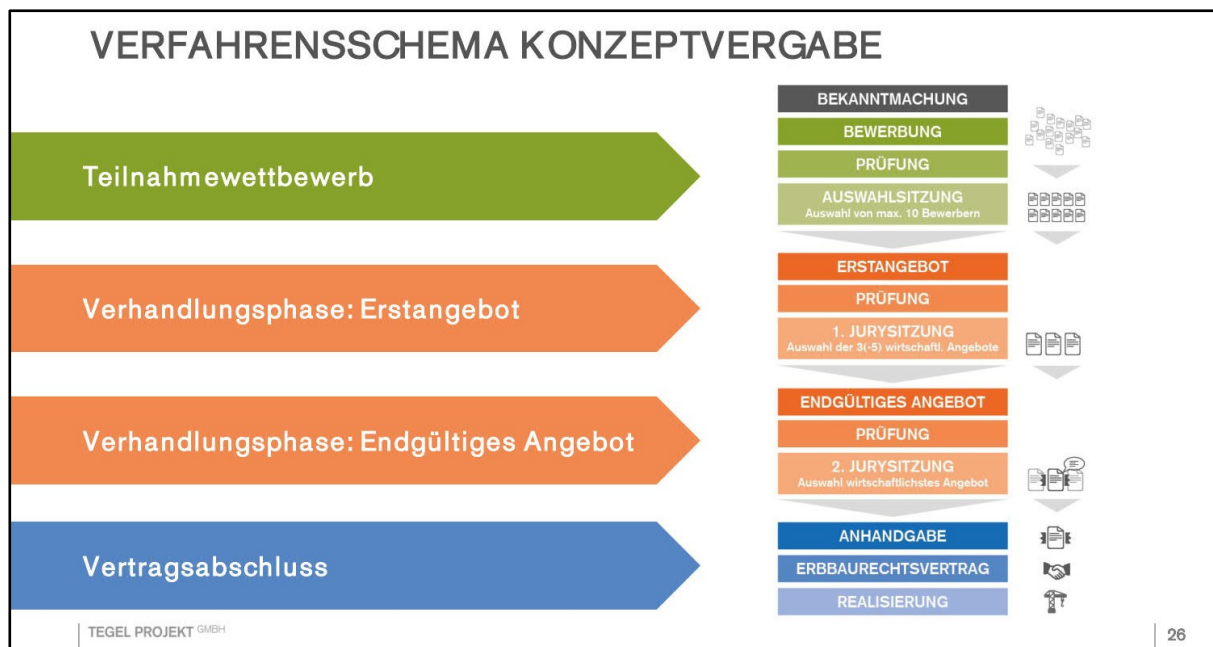 VERFAHRENSSCHEMA KONZEPTVERGABE
Teilnahmewettbewerb
BEKANNTMACHUNG
BEWERBUNG
PRÜFUNG
AUSWAHLSITZUNG
Auswahl von max. 10 Bewerbern
Verhandlungsphase: Erstangebot
ERSTANGEBOT
PRÜFUNG
1. JURYSITZUNG
Auswahl der 3(-5) wirtschaftl. Angebote
Verhandlungsphase: Endgültiges Angebot
ENDGÜLTIGES ANGEBOT
PRÜFUNG
2. JURYSITZUNG
Auswahl wirtschaftlichstes Angebot
Vertragsabschluss
ANHANDGABE
ERBBAURECHTSVERTRAG
REALISIERUNG
TEGEL PROJEKT GMBH
26